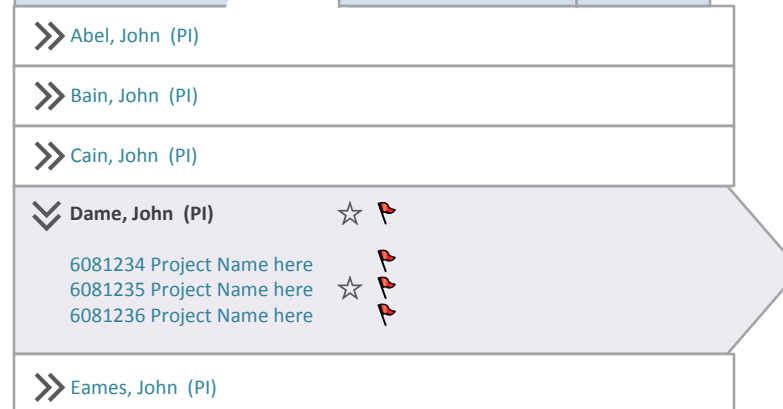 Abel, John (PI)
Bain, John (PI)
Cain, John (PI)
Dame, John (PI)
6081234 Project Name here
6081235 Project Name here
6081236 Project Name here
Eames, John (PI)